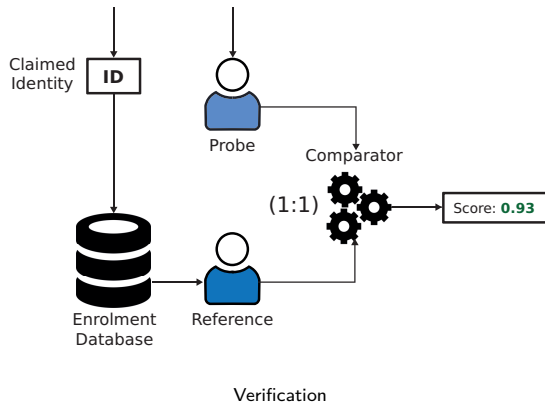 Claimed
Identity
ID
Probe
Comparator
(1:1)
Score: 0.93
Enrolment
Database
Reference
Verification